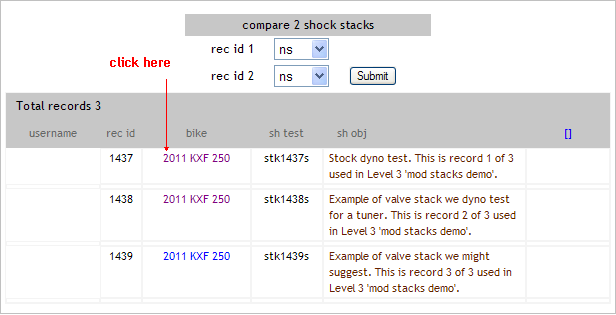 compare 2 shock stacks
rec id 1 ns
click here
rec id 2 ns Submit
Total records 3
username rec id bike sh test sh obj []
1437 2011 KXF 250 stk1437s Stock dyno test. This is record 1 of 3
used in Level 3 'mod stacks demo'.
1438 2011 KXF 250 stk1438s Example of valve stack we dyno test
for a tuner. This is record 2 of 3
used in Level 3 'mod stacks demo'.
1439 2011 KXF 250 stk1439s Example of valve stack we might
suggest. This is record 3 of 3 used in
Level 3 'mod stacks demo'.